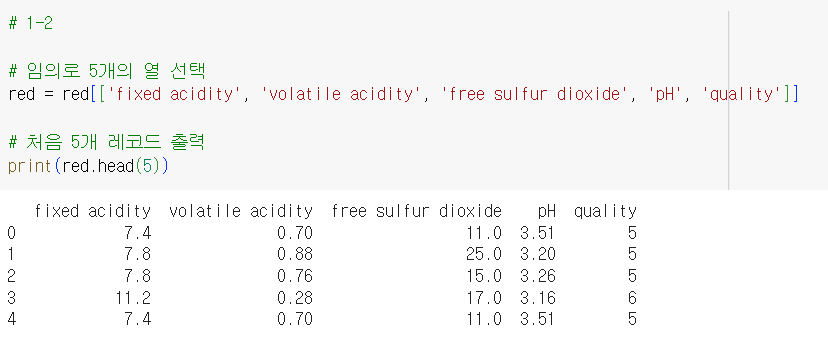 # 1-2
# 임의로 5개의 열 선택
red = red[['fixed acidity', 'volatile acidity', 'free sulfur dioxide', 'pH', 'quality']]
# 처음 5개 레코드 출력
print(red.head(5))
fixed acidity volatile acidity free sulfur dioxide pH quality
0 7.4 0.70 11.0 3.51 5
1 7.8 0.88 25.0 3.20 5
2 7.8 0.76 15.0 3.26 5
3 11.2 0.28 17.0 3.16 6
4 7.4 0.70 11.0 3.51 5